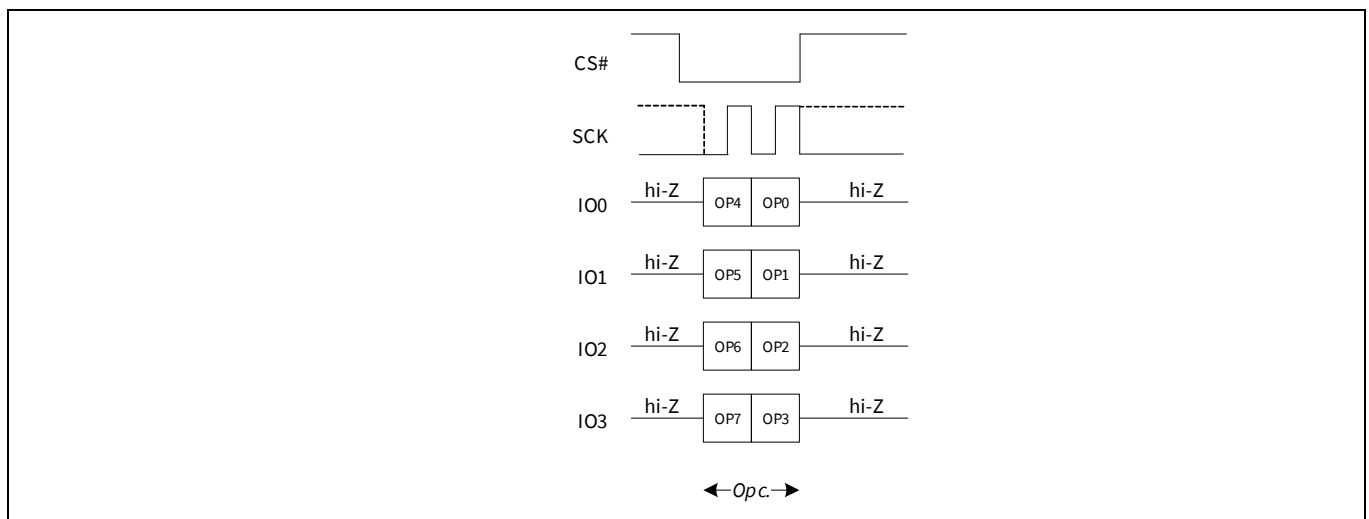 CS#
SCK
IO0 hi-Z OP4 OP0 hi-Z
IO1 hi-Z OP5 OP1 hi-Z
IO2 hi-Z OP6 OP2 hi-Z
IO3 hi-Z OP7 OP3 hi-Z
Opc.